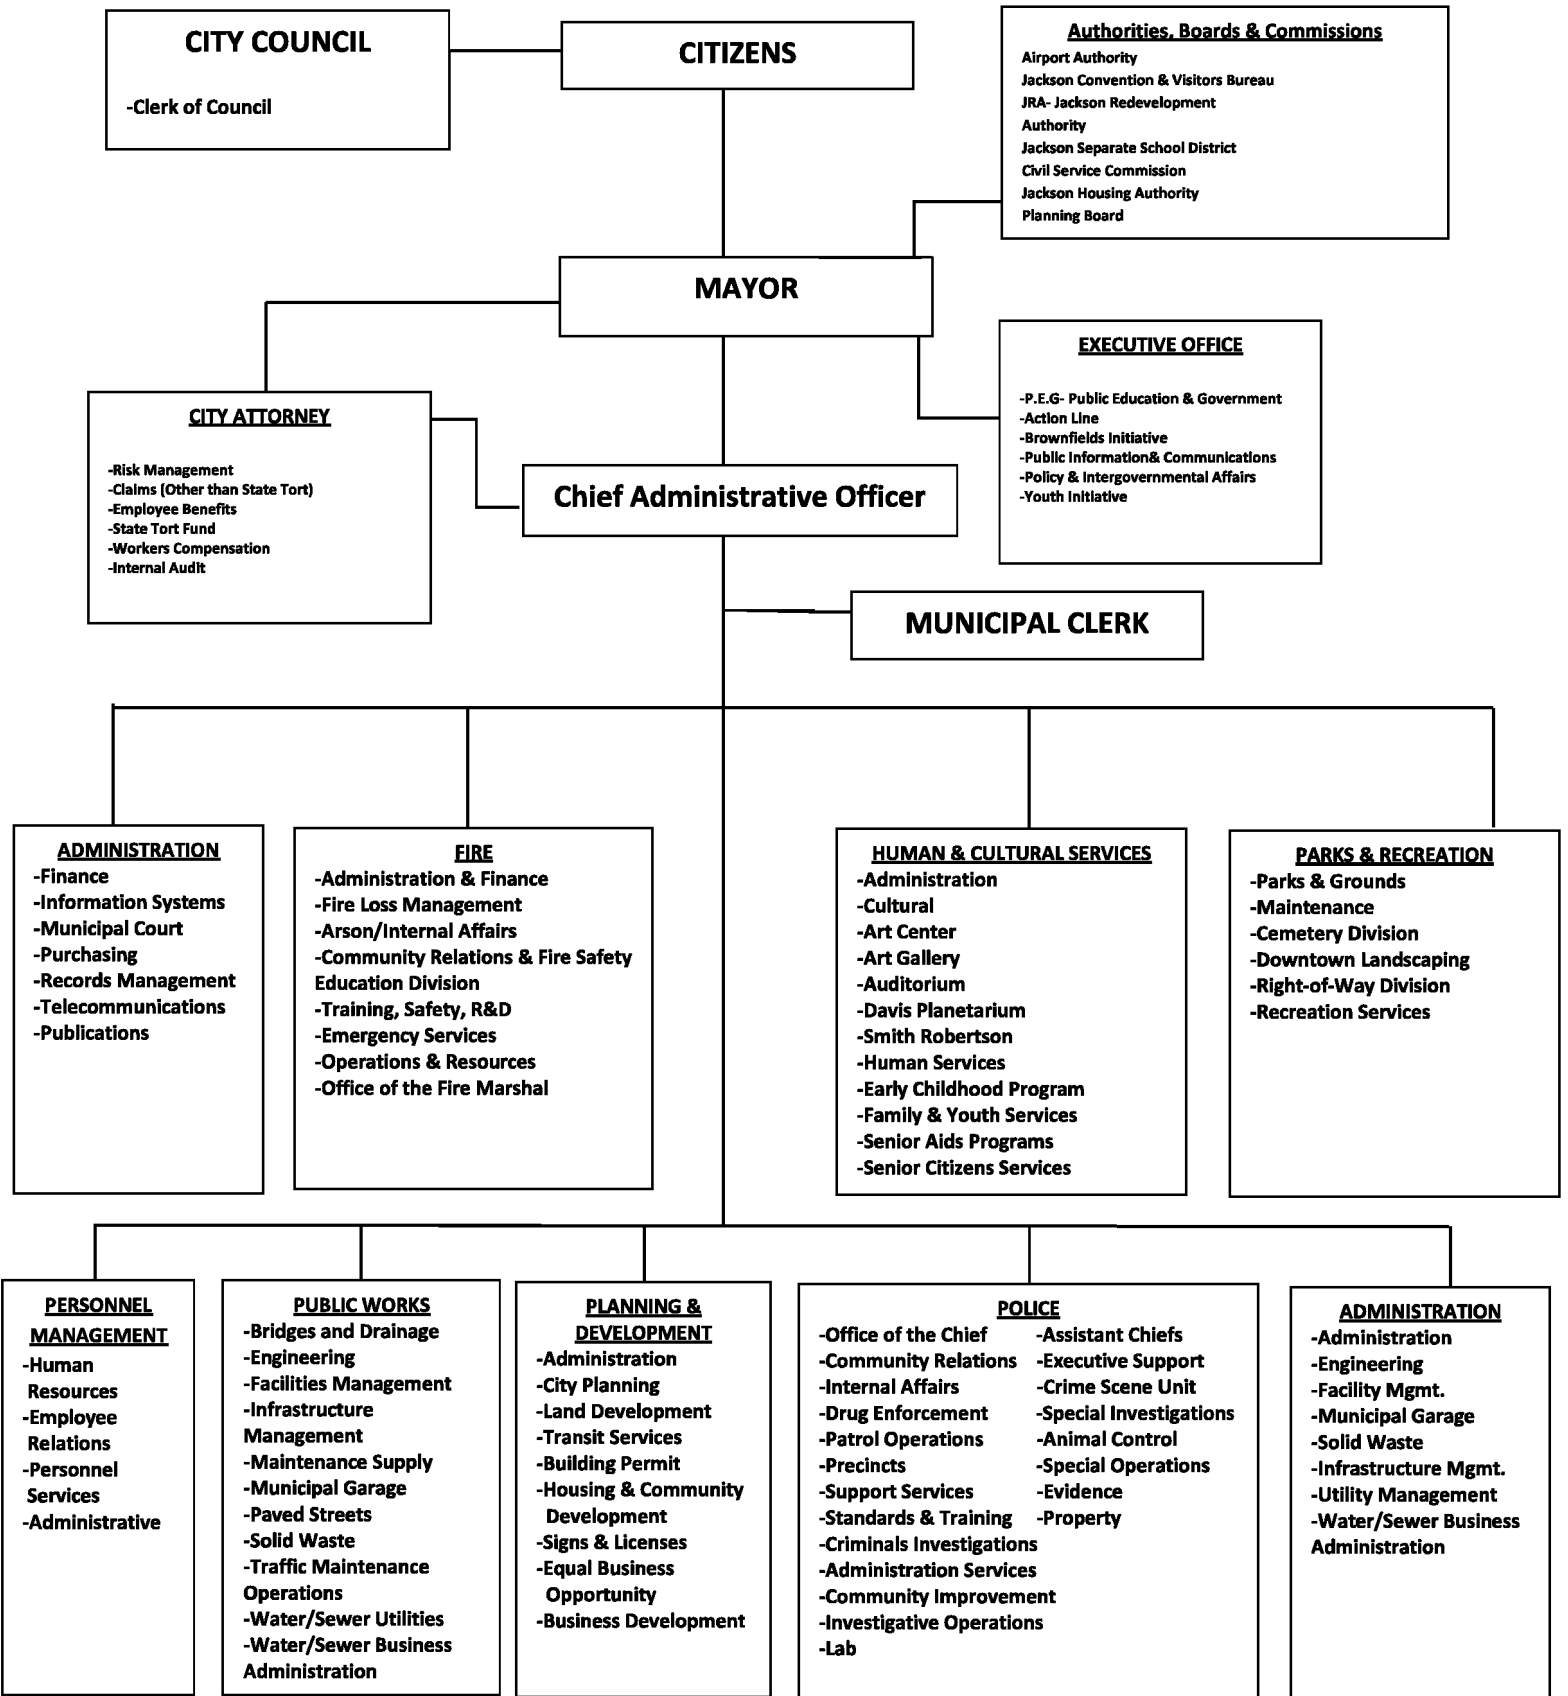 CITY COUNCIL
-Clerk of Council
CITIZENS
Authorities, Boards & Commissions
Airport Authority
Jackson Convention & Visitors Bureau
JRA- Jackson Redevelopment
Authority
Jackson Separate School District
Civil Service Commission
Jackson Housing Authority
Planning Board
MAYOR
EXECUTIVE OFFICE
-P.E.G- Public Education & Government
-Action Line
-Brownfields Initiative
-Public Information& Communications
-Policy & Intergovernmental Affairs
-Youth Initiative
CITY ATTORNEY
-Risk Management
-Claims (Other than State Tort)
-Employee Benefits
-State Tort Fund
-Workers Compensation
-Internal Audit
Chief Administrative Officer
MUNICIPAL CLERK
ADMINISTRATION
-Finance
-Information Systems
-Municipal Court
-Purchasing
-Records Management
-Telecommunications
-Publications
FIRE
-Administration & Finance
-Fire Loss Management
-Arson/Internal Affairs
-Community Relations & Fire Safety
Education Division
-Training, Safety, R&D
-Emergency Services
-Operations & Resources
-Office of the Fire Marshal
HUMAN & CULTURAL SERVICES
-Administration
-Cultural
-Art Center
-Art Gallery
-Auditorium
-Davis Planetarium
-Smith Robertson
-Human Services
-Early Childhood Program
-Family & Youth Services
-Senior Aids Programs
-Senior Citizens Services
PARKS & RECREATION
-Parks & Grounds
-Maintenance
-Cemetery Division
-Downtown Landscaping
-Right-of-Way Division
-Recreation Services
PERSONNEL
MANAGEMENT
-Human
Resources
-Employee
Relations
-Personnel
Services
-Administrative
PUBLIC WORKS
-Bridges and Drainage
-Engineering
-Facilities Management
-Infrastructure
Management
-Maintenance Supply
-Municipal Garage
-Paved Streets
-Solid Waste
-Traffic Maintenance
Operations
-Water/Sewer Utilities
-Water/Sewer Business
Administration
PLANNING &
DEVELOPMENT
-Administration
-City Planning
-Land Development
-Transit Services
-Building Permit
-Housing & Community
Development
-Signs & Licenses
-Equal Business
Opportunity
-Business Development
POLICE
-Office of the Chief
-Community Relations
-Internal Affairs
-Drug Enforcement
-Patrol Operations
-Precincts
-Support Services
-Standards & Training
-Criminals Investigations
-Administration Services
-Community Improvement
-Investigative Operations
-Lab
-Assistant Chiefs
-Executive Support
-Crime Scene Unit
-Special Investigations
-Animal Control
-Special Operations
-Evidence
-Property
ADMINISTRATION
-Administration
-Engineering
-Facility Mgmt.
-Municipal Garage
-Solid Waste
-Infrastructure Mgmt.
-Utility Management
-Water/Sewer Business
Administration